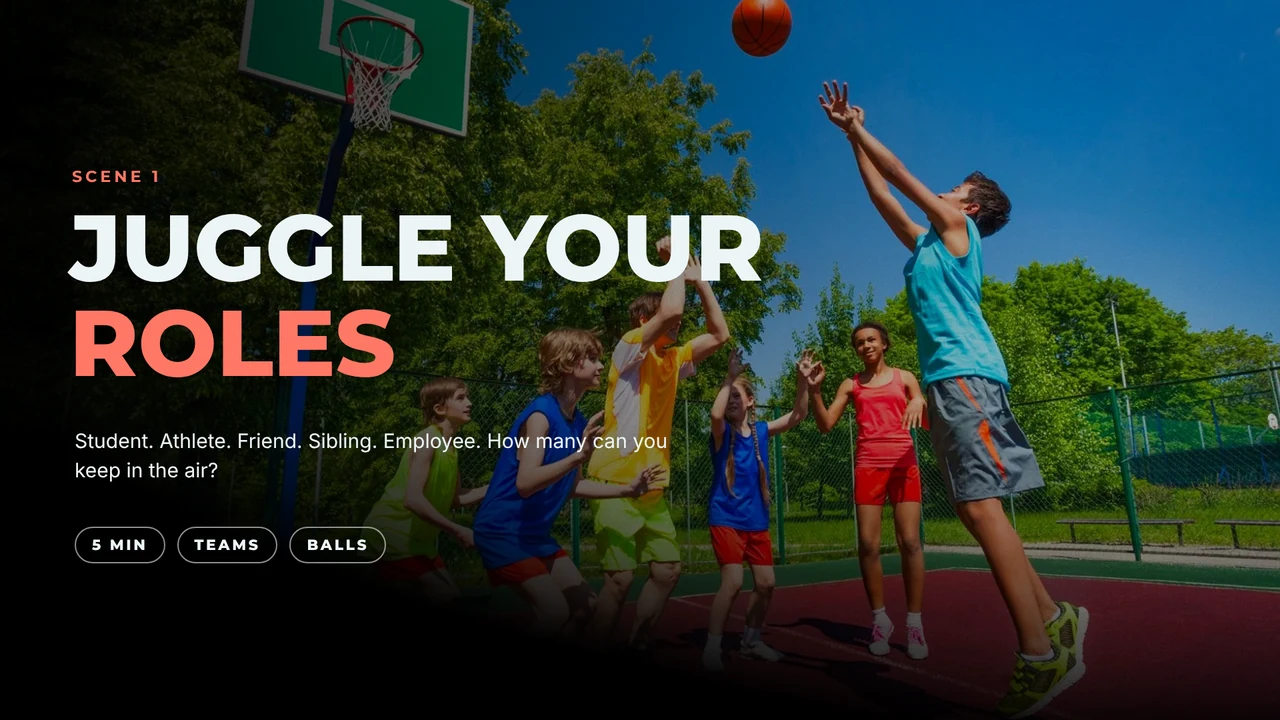 SCENE 1
JUGGLE YOUR
ROLES
Student. Athlete. Friend. Sibling. Employee. How many can you
keep in the air?
5 MIN
TEAMS
BALLS